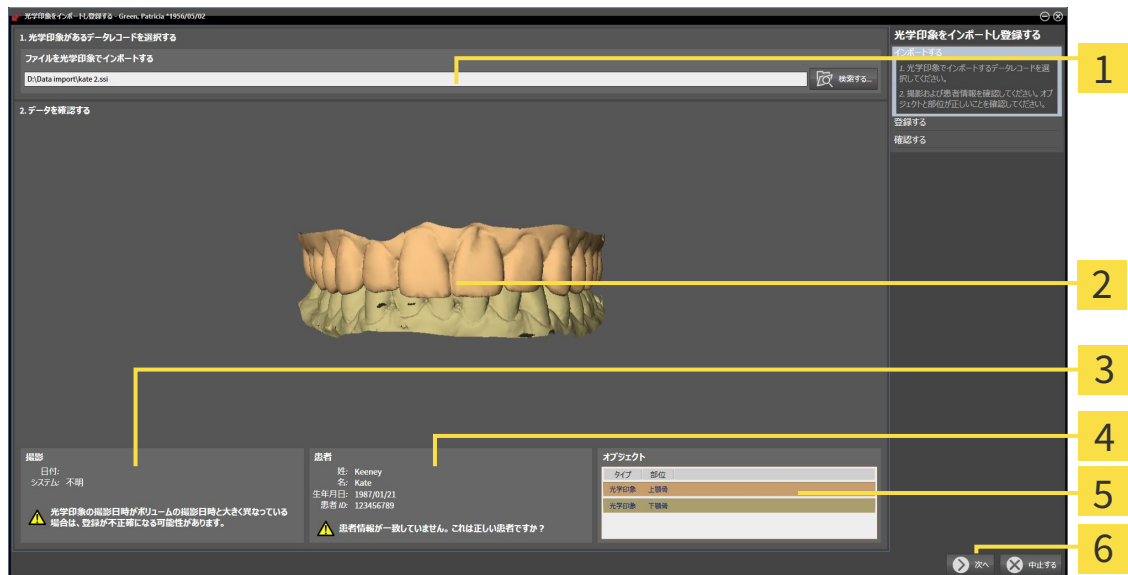 光学印象をインポートし登録する - Green, Patricia *1956/05/02
1. 光学印象があるデータレコードを選択する
ファイルを光学印象でインポートする
D:\Data import\kate 2.ssi
検索する...
2. データを確認する
撮影
日付:
システム: 不明
光学印象の撮影日時がボリュームの撮影日時と大きく異なっている
場合は、登録が不正確になる可能性があります。
患者
姓: Keeney
名: Kate
生年月日: 1987/01/21
患者 ID: 123456789
患者情報が一致していません。これは正しい患者ですか？
オブジェクト
タイプ 部位
光学印象 上顎骨
光学印象 下顎骨
光学印象をインポートし登録する
インポートする
1. 光学印象でインポートするデータレコードを選
択してください。
2. 撮影および患者情報を確認してください。オブ
ジェクトと部位が正しいことを確認してください。
登録する
確認する
次へ
中止する
1
2
3
4
5
6